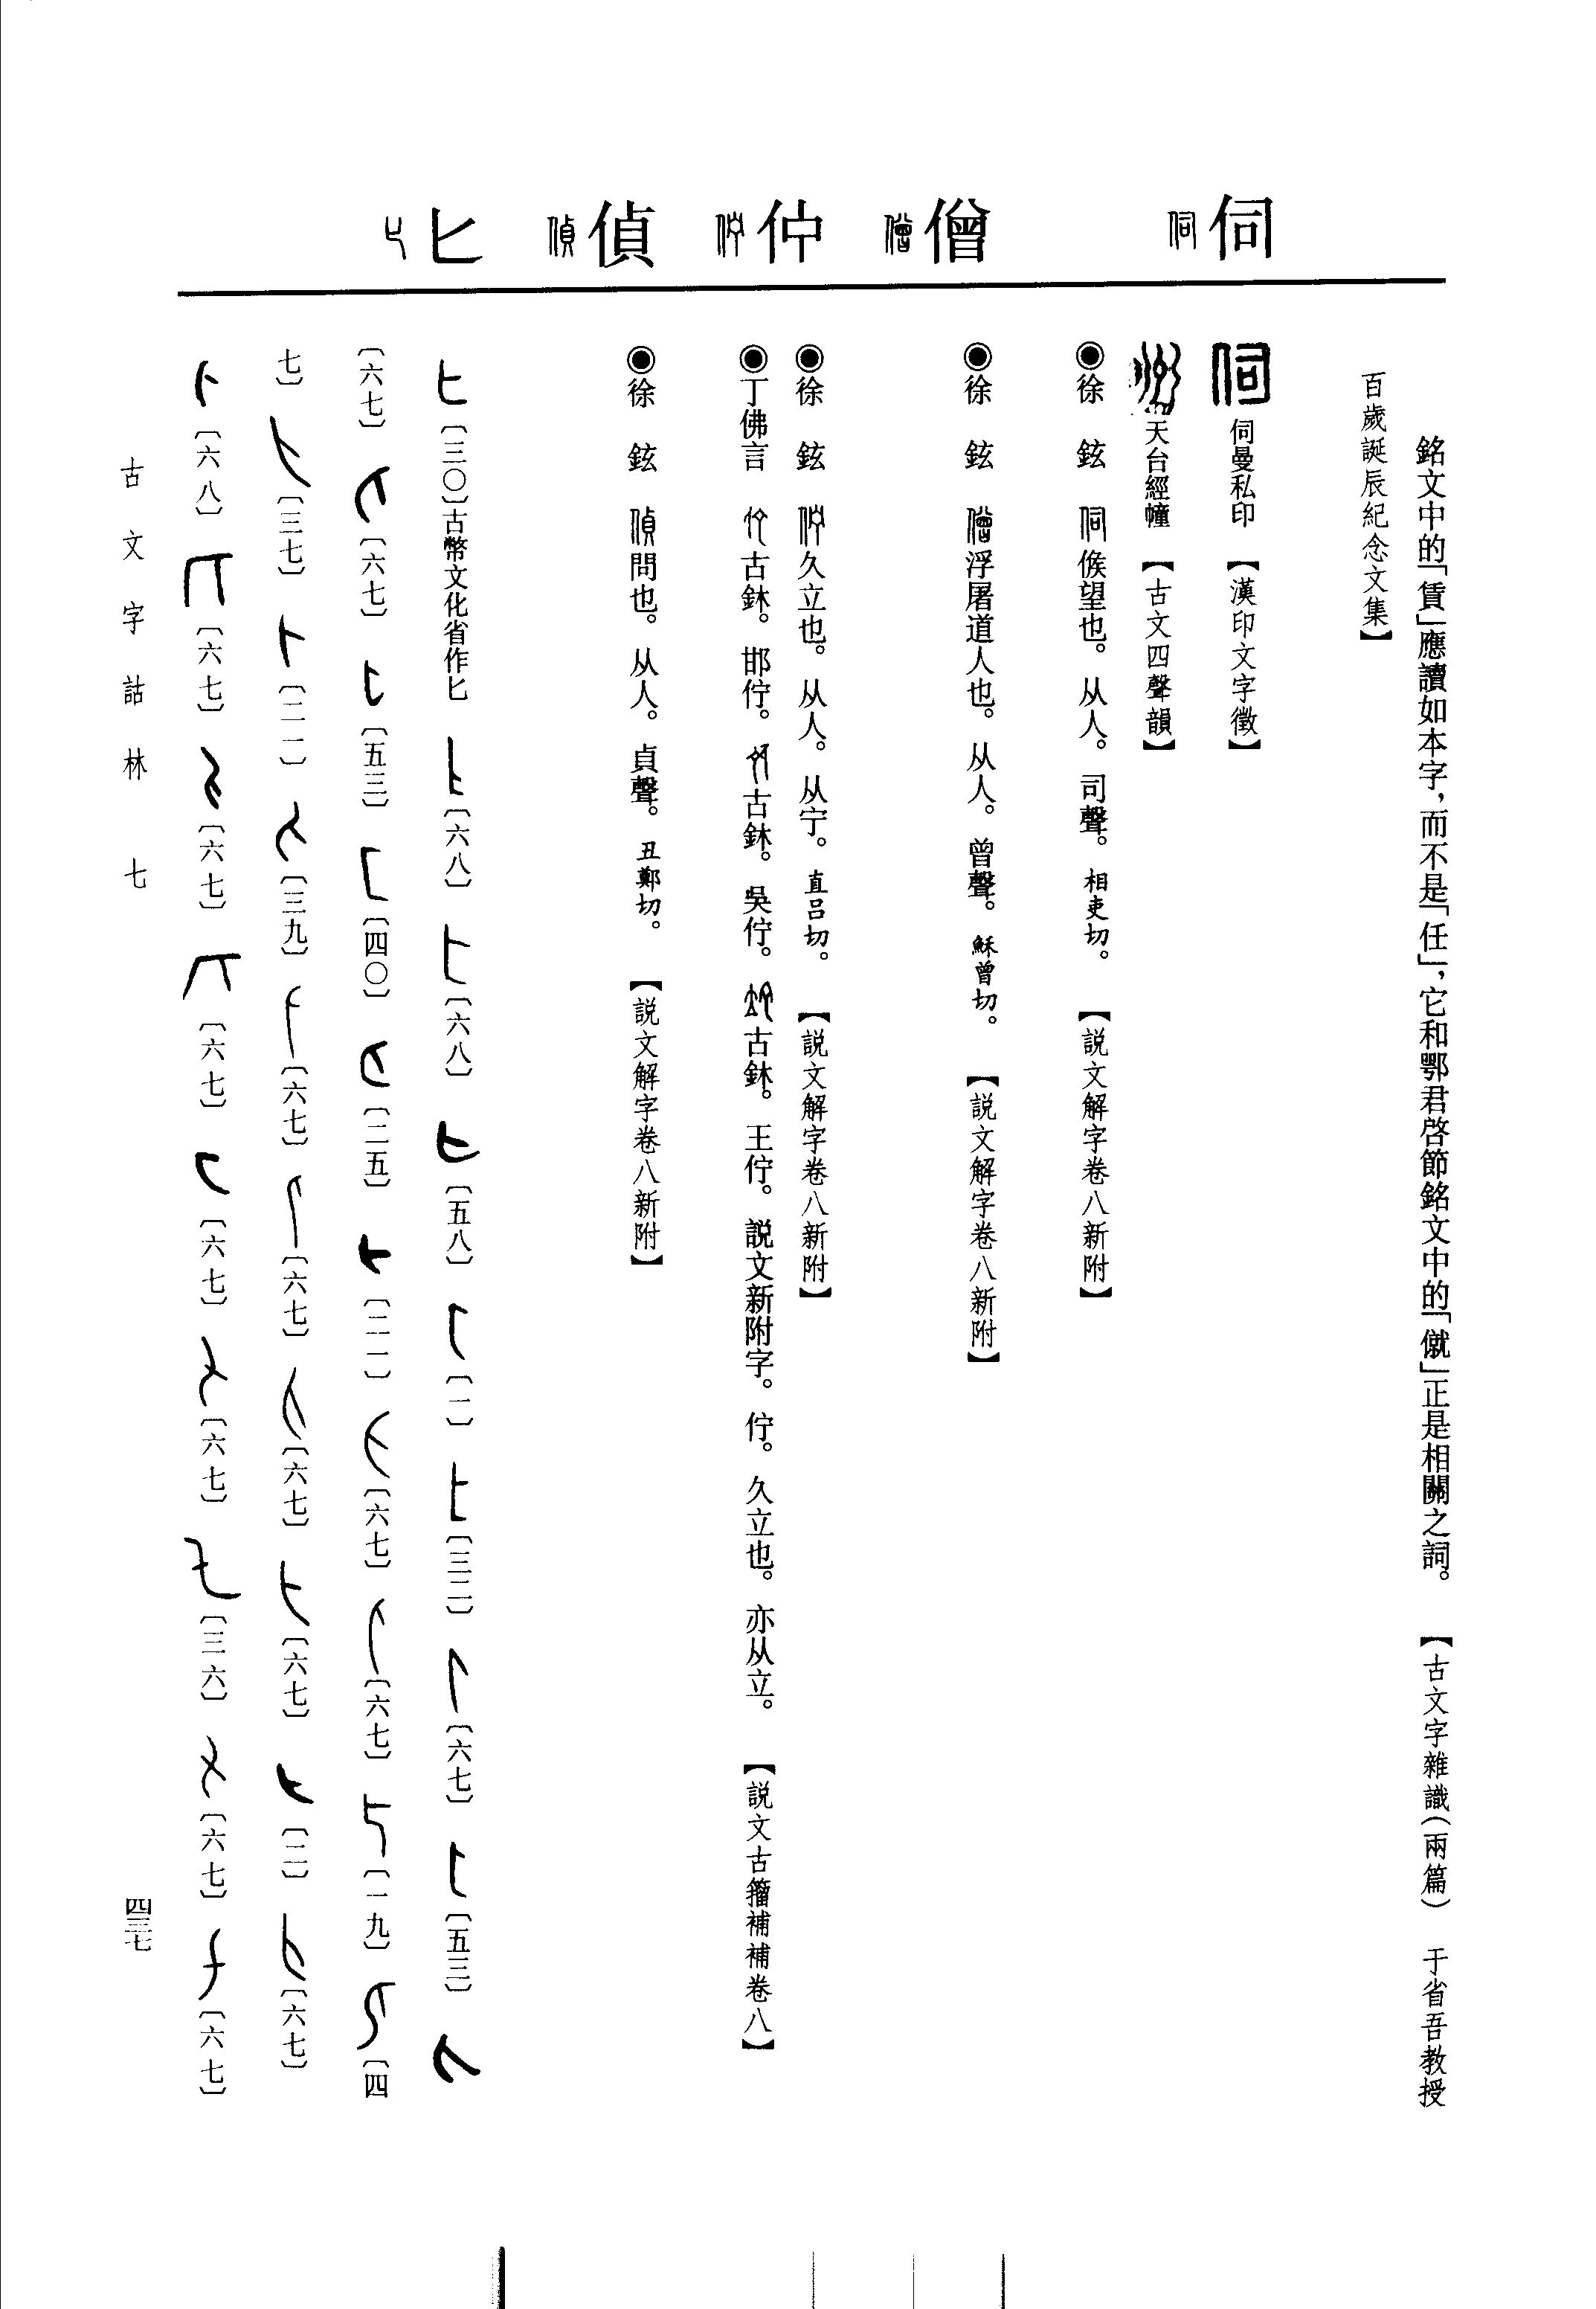 伺 僧 佇 偵 匕
銘文中的「賃」應讀如本字，而不是「任」，它和鄂君啓節銘文中的「僦」正是相關之詞。 【古文字雜識（兩篇） 于省吾教授
百歲誕辰紀念文集】
伺曼私印 【漢印文字徵】
天台經幢 【古文四聲韻】
◉徐 鉉 伺候望也。从人。司聲。相吏切。 【説文解字卷八新附】
◉徐 鉉 僧浮屠道人也。从人。曾聲。穌曾切。 【説文解字卷八新附】
◉徐 鉉 佇久立也。从人。从宁。直呂切。 【説文解字卷八新附】
◉丁佛言 古鉢。邯佇。古鉢。吳佇。古鉢。王佇。説文新附字。佇。久立也。亦从立。 【説文古籀補補卷八】
◉徐 鉉 偵問也。从人。貞聲。丑鄭切。 【説文解字卷八新附】
〔三〇〕古幣文化省作匕 〔六八〕 〔六八〕 〔五八〕 〔一〕 〔三二〕 〔六七〕 〔五三〕
〔六七〕 〔六七〕 〔五三〕 〔四〇〕 〔二五〕 〔二一〕 〔六七〕 〔六七〕 〔一九〕 〔四
七〕 〔三七〕 〔二一〕 〔三九〕 〔六七〕 〔六七〕 〔六七〕 〔六七〕 〔二〕 〔六七〕
〔六八〕 〔六七〕 〔六七〕 〔六七〕 〔六七〕 〔六七〕 〔三六〕 〔六七〕 〔六七〕
古文字詁林 七
四三七